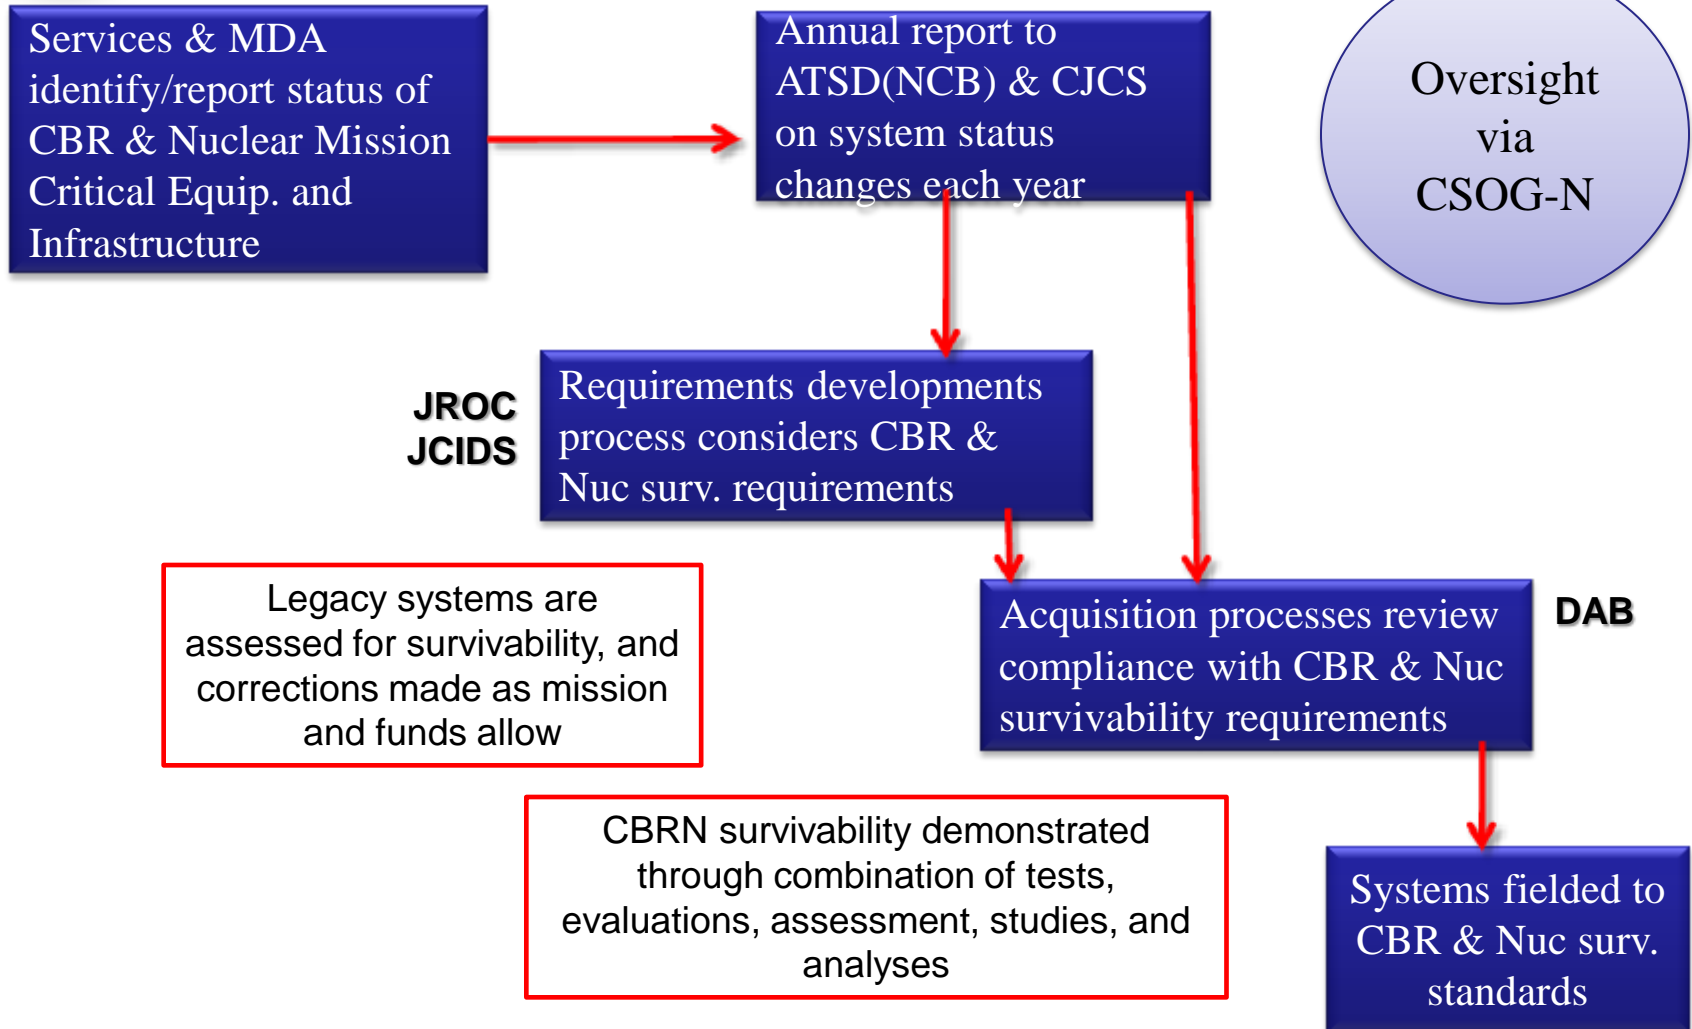 Services & MDA
identify/report status of
CBR & Nuclear Mission
Critical Equip. and
Infrastructure
Annual report to
ATSD(NCB) & CJCS
on system status
changes each year
Oversight
via
CSOG-N
JROC
JCIDS
Requirements developments
process considers CBR &
Nuc surv. requirements
Legacy systems are
assessed for survivability, and
corrections made as mission
and funds allow
Acquisition processes review
compliance with CBR & Nuc
survivability requirements
DAB
CBRN survivability demonstrated
through combination of tests,
evaluations, assessment, studies, and
analyses
Systems fielded to
CBR & Nuc surv.
standards